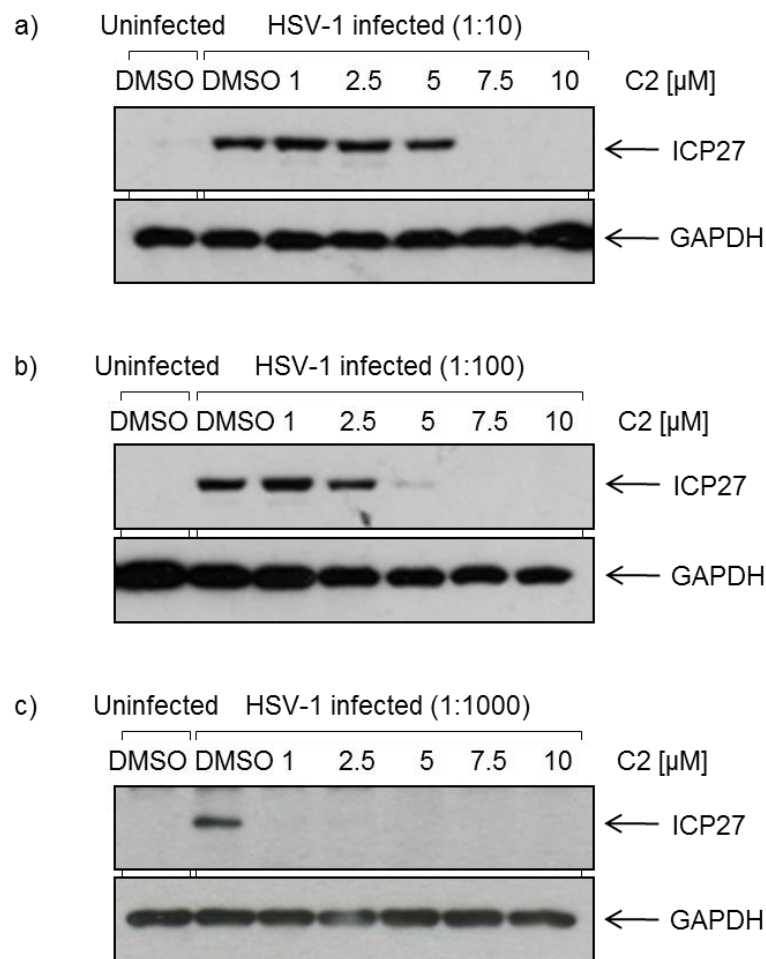 a) Uninfected HSV-1 infected (1:10)
DMSO DMSO 1 2.5 5 7.5 10 C2 [µM]
ICP27
GAPDH
b) Uninfected HSV-1 infected (1:100)
DMSO DMSO 1 2.5 5 7.5 10 C2 [µM]
ICP27
GAPDH
c) Uninfected HSV-1 infected (1:1000)
DMSO DMSO 1 2.5 5 7.5 10 C2 [µM]
ICP27
GAPDH